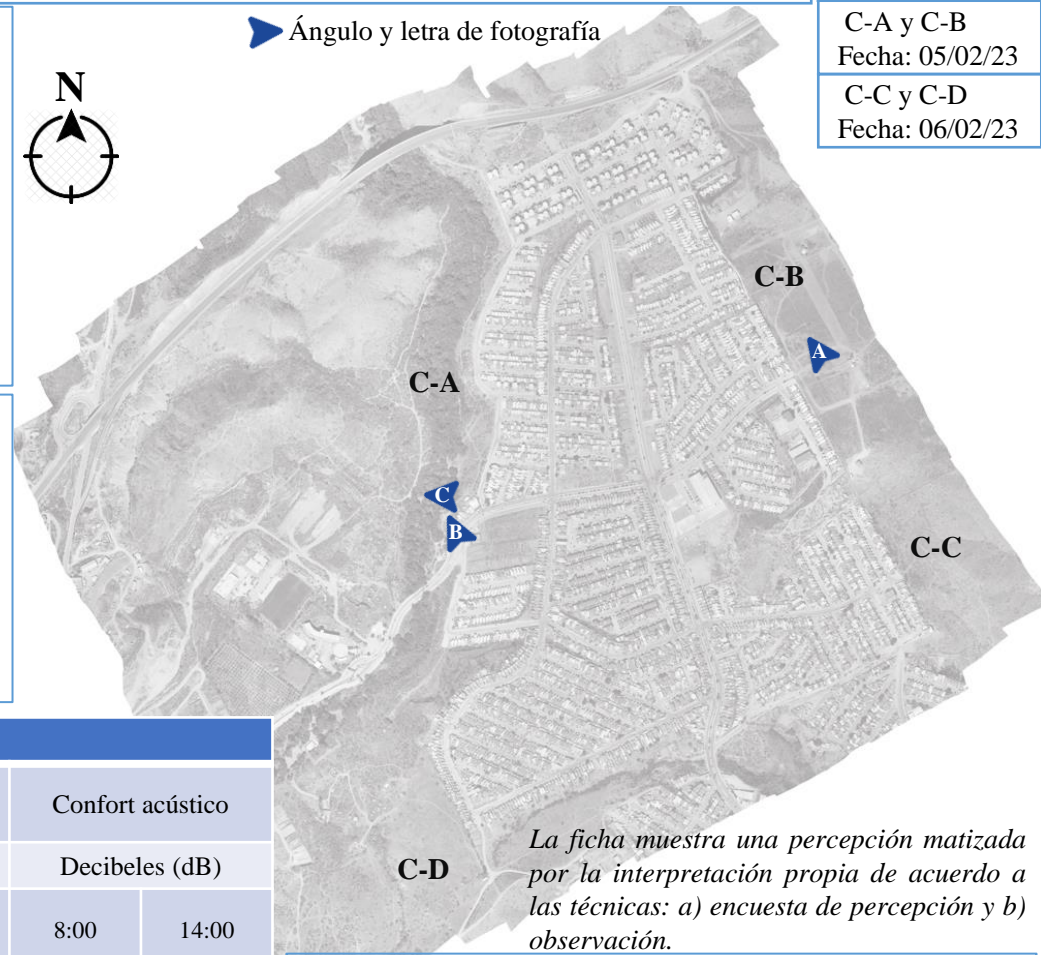 Ángulo y letra de fotografía
C-A y C-B
Fecha: 05/02/23
C-C y C-D
Fecha: 06/02/23
N
C-B
A
C-A
C
B
C-C
C-D
Confort acústico
Decibeles (dB)
8:00 14:00
La ficha muestra una percepción matizada
por la interpretación propia de acuerdo a
las técnicas: a) encuesta de percepción y b)
observación.